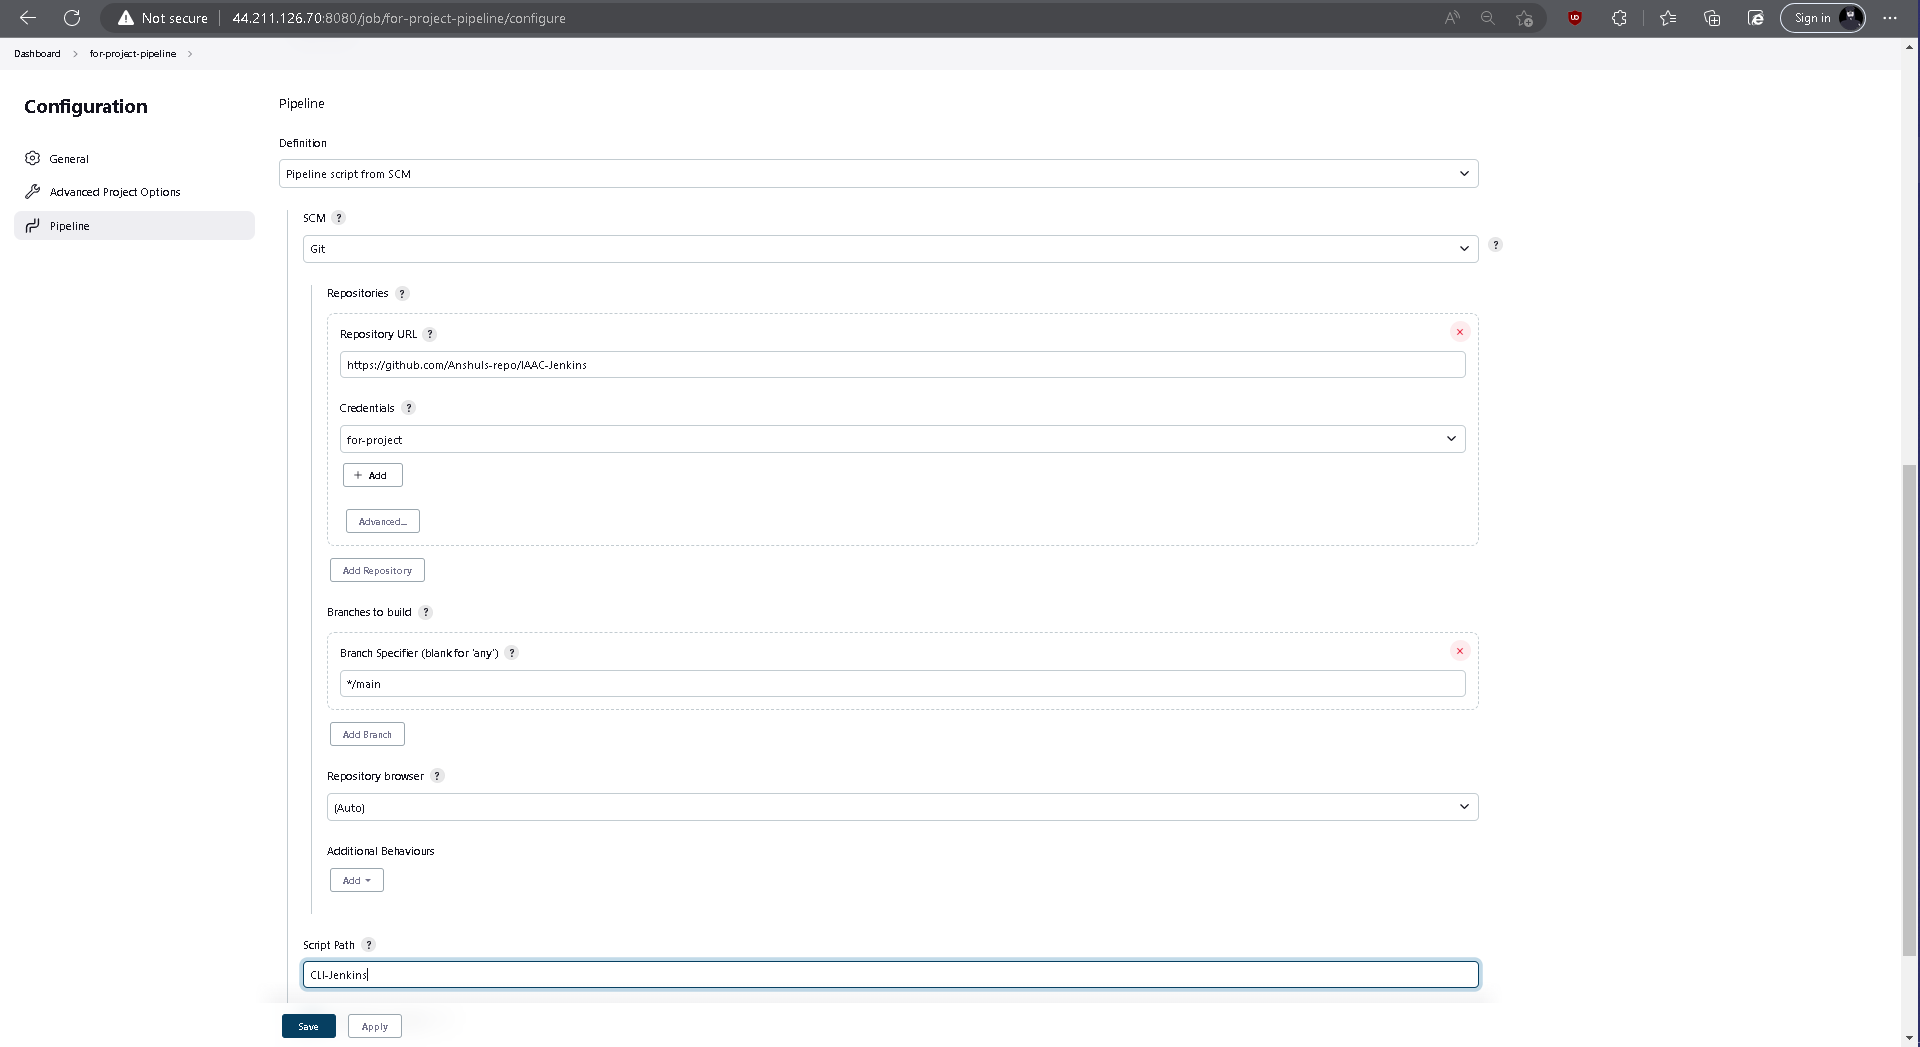 Not secure
44.211.126.70:8080/job/for-project-pipeline/configure
Sign in
Dashboard
for-project-pipeline
Configuration
General
Advanced Project Options
Pipeline
Pipeline
Definition
Pipeline script from SCM
SCM ?
Git
?
Repositories ?
Repository URL ?
https://github.com/Anshuls-repo/IAAC-Jenkins
Credentials ?
for-project
+ Add
Advanced...
Add Repository
Branches to build ?
Branch Specifier (blank for 'any') ?
*/main
Add Branch
Repository browser ?
(Auto)
Additional Behaviours
Add
Script Path ?
CLI-Jenkins
Save
Apply